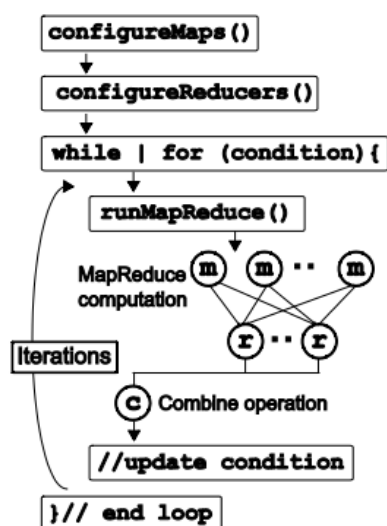 configureMaps()
configureReducers()
while | for (condition){
runMapReduce()
m m ·· m
MapReduce
computation
r ·· r
Iterations
c Combine operation
//update condition
}// end loop